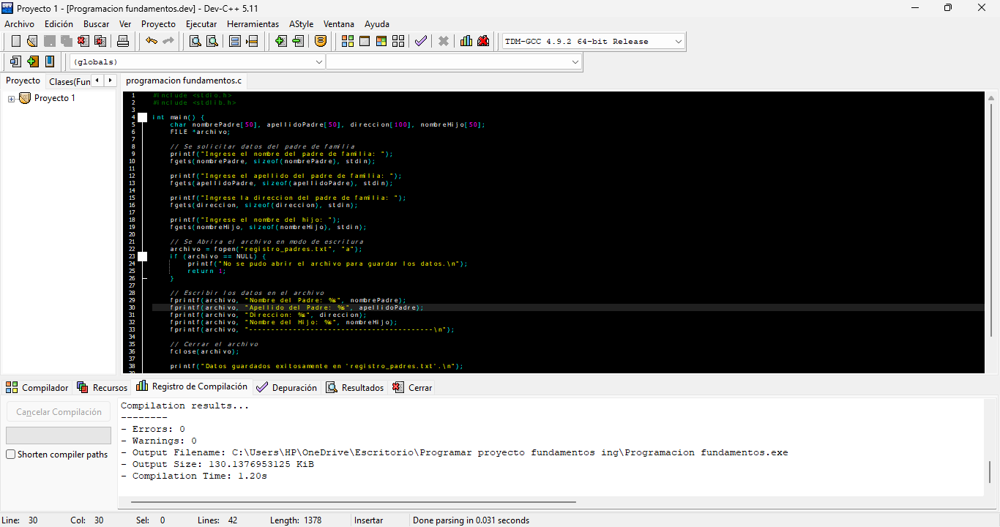 Proyecto 1 - [Programacion fundamentos.dev] - Dev-C++ 5.11
Archivo Edición Buscar Ver Proyecto Ejecutar Herramientas AStyle Ventana Ayuda
TDM-GCC 4.9.2 64-bit Release
(globals)
Proyecto Clases(Fun programacion fundamentos.c
Proyecto 1
1 #include <stdio.h>
2 #include <stdlib.h>
3
4 int main() {
5 char nombrePadre[50], apellidoPadre[50], direccion[100], nombreHijo[50];
6 FILE *archivo;
7
8 // Se solicitar datos del padre de familia
9 printf("Ingrese el nombre del padre de familia: ");
10 fgets(nombrePadre, sizeof(nombrePadre), stdin);
11
12 printf("Ingrese el apellido del padre de familia: ");
13 fgets(apellidoPadre, sizeof(apellidoPadre), stdin);
14
15 printf("Ingrese la direccion del padre de familia: ");
16 fgets(direccion, sizeof(direccion), stdin);
17
18 printf("Ingrese el nombre del hijo: ");
19 fgets(nombreHijo, sizeof(nombreHijo), stdin);
20
21 // Se Abrira el archivo en modo de escritura
22 archivo = fopen("registro_padres.txt", "a");
23 if (archivo == NULL) {
24 printf("No se pudo abrir el archivo para guardar los datos.\n");
25 return 1;
26 }
27
28 // Escribir los datos en el archivo
29 fprintf(archivo, "Nombre del Padre: %s", nombrePadre);
30 fprintf(archivo, "Apellido del Padre: %s", apellidoPadre);
31 fprintf(archivo, "Direccion: %s", direccion);
32 fprintf(archivo, "Nombre del Hijo: %s", nombreHijo);
33 fprintf(archivo, "------------------------------------------\n");
34
35 // Cerrar el archivo
36 fclose(archivo);
37
38 printf("Datos guardados exitosamente en 'registro_padres.txt'.\n");
Compilador Recursos Registro de Compilación Depuración Resultados Cerrar
Cancelar Compilación
Shorten compiler paths
Compilation results...
--------
- Errors: 0
- Warnings: 0
- Output Filename: C:\Users\HP\OneDrive\Escritorio\Programar proyecto fundamentos ing\Programacion fundamentos.exe
- Output Size: 130.1376953125 KiB
- Compilation Time: 1.20s
Line: 30 Col: 30 Sel: 0 Lines: 42 Length: 1378 Insertar Done parsing in 0.031 seconds